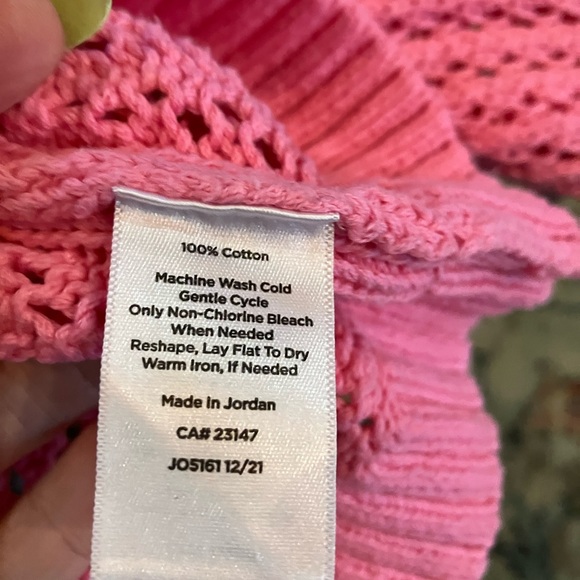 100% Cotton
Machine Wash Cold
Gentle Cycle
Only Non-Chlorine Bleach
When Needed
Reshape, Lay Flat To Dry
Warm Iron, If Needed
Made In Jordan
CA# 23147
JO5161 12/21